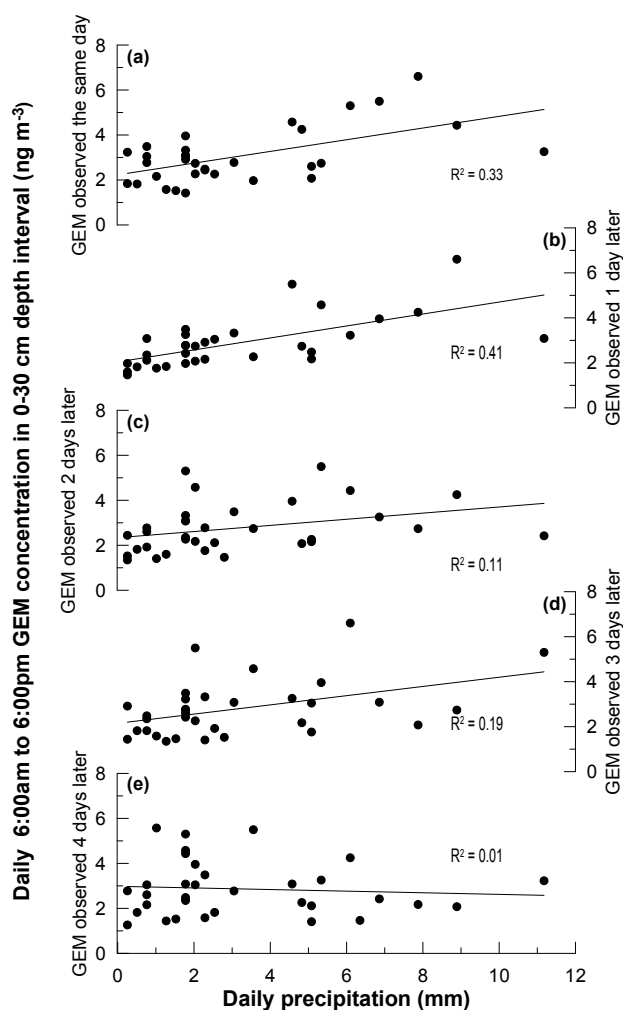 Daily 6:00am to 6:00pm GEM concentration in 0-30 cm depth interval (ng m⁻³)
GEM observed the same day
(a)
8
6
4
2
0
R² = 0.33
(b)
GEM observed 1 day later
8
6
4
2
0
R² = 0.41
GEM observed 2 days later
(c)
8
6
4
2
0
R² = 0.11
(d)
GEM observed 3 days later
8
6
4
2
0
R² = 0.19
GEM observed 4 days later
(e)
8
6
4
2
0
R² = 0.01
0 2 4 6 8 10 12
Daily precipitation (mm)